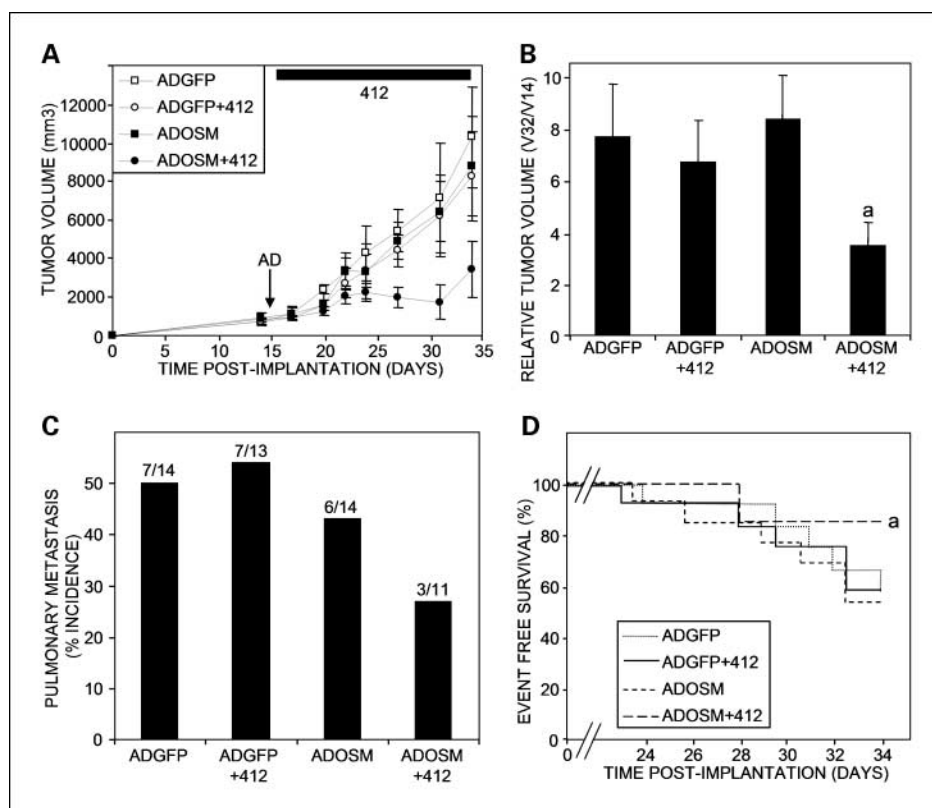 A
ADGFP
ADGFP+412
ADOSM
ADOSM+412
412
AD
TUMOR VOLUME (mm3)
12000
10000
8000
6000
4000
2000
0
0 5 10 15 20 25 30 35
TIME POST-IMPLANTATION (DAYS)
B
RELATIVE TUMOR VOLUME (V32/V14)
10
8
6
4
2
0
a
ADGFP ADGFP ADOSM ADOSM
+412 +412
C
PULMONARY METASTASIS
(% INCIDENCE)
50
40
30
20
10
0
7/14
7/13
6/14
3/11
ADGFP ADGFP ADOSM ADOSM
+412 +412
D
EVENT FREE SURVIVAL (%)
100
80
60
40
20
0
a
ADGFP
ADGFP+412
ADOSM
ADOSM+412
0 24 26 28 30 32 34
TIME POST-IMPLANTATION (DAYS)